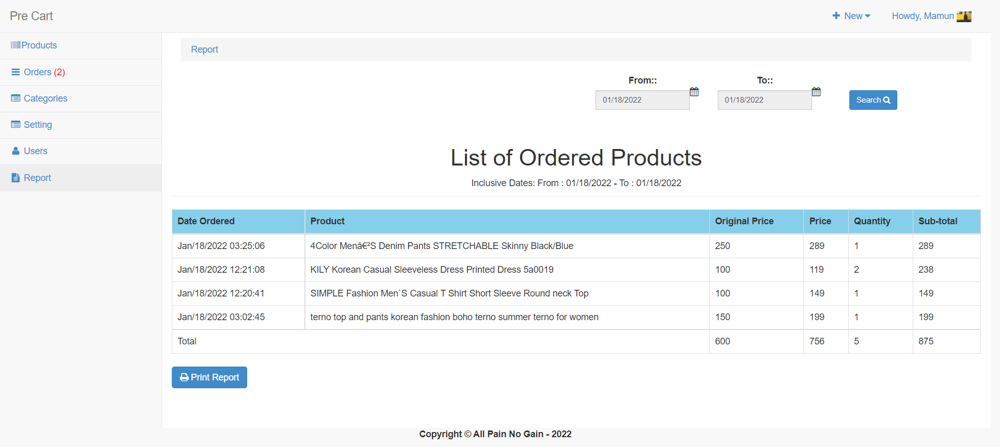 Pre Cart
New
Howdy, Mamun
Products
Orders (2)
Categories
Setting
Users
Report
Report
From:: To::
01/18/2022 01/18/2022 Search
List of Ordered Products
Inclusive Dates: From : 01/18/2022 - To : 01/18/2022
Date Ordered Product Original Price Price Quantity Sub-total
Jan/18/2022 03:25:06 4Color Menâ€²S Denim Pants STRETCHABLE Skinny Black/Blue 250 289 1 289
Jan/18/2022 12:21:08 KILY Korean Casual Sleeveless Dress Printed Dress 5a0019 100 119 2 238
Jan/18/2022 12:20:41 SIMPLE Fashion Men`S Casual T Shirt Short Sleeve Round neck Top 100 149 1 149
Jan/18/2022 03:02:45 terno top and pants korean fashion boho terno summer terno for women 150 199 1 199
Total 600 756 5 875
Print Report
Copyright © All Pain No Gain - 2022